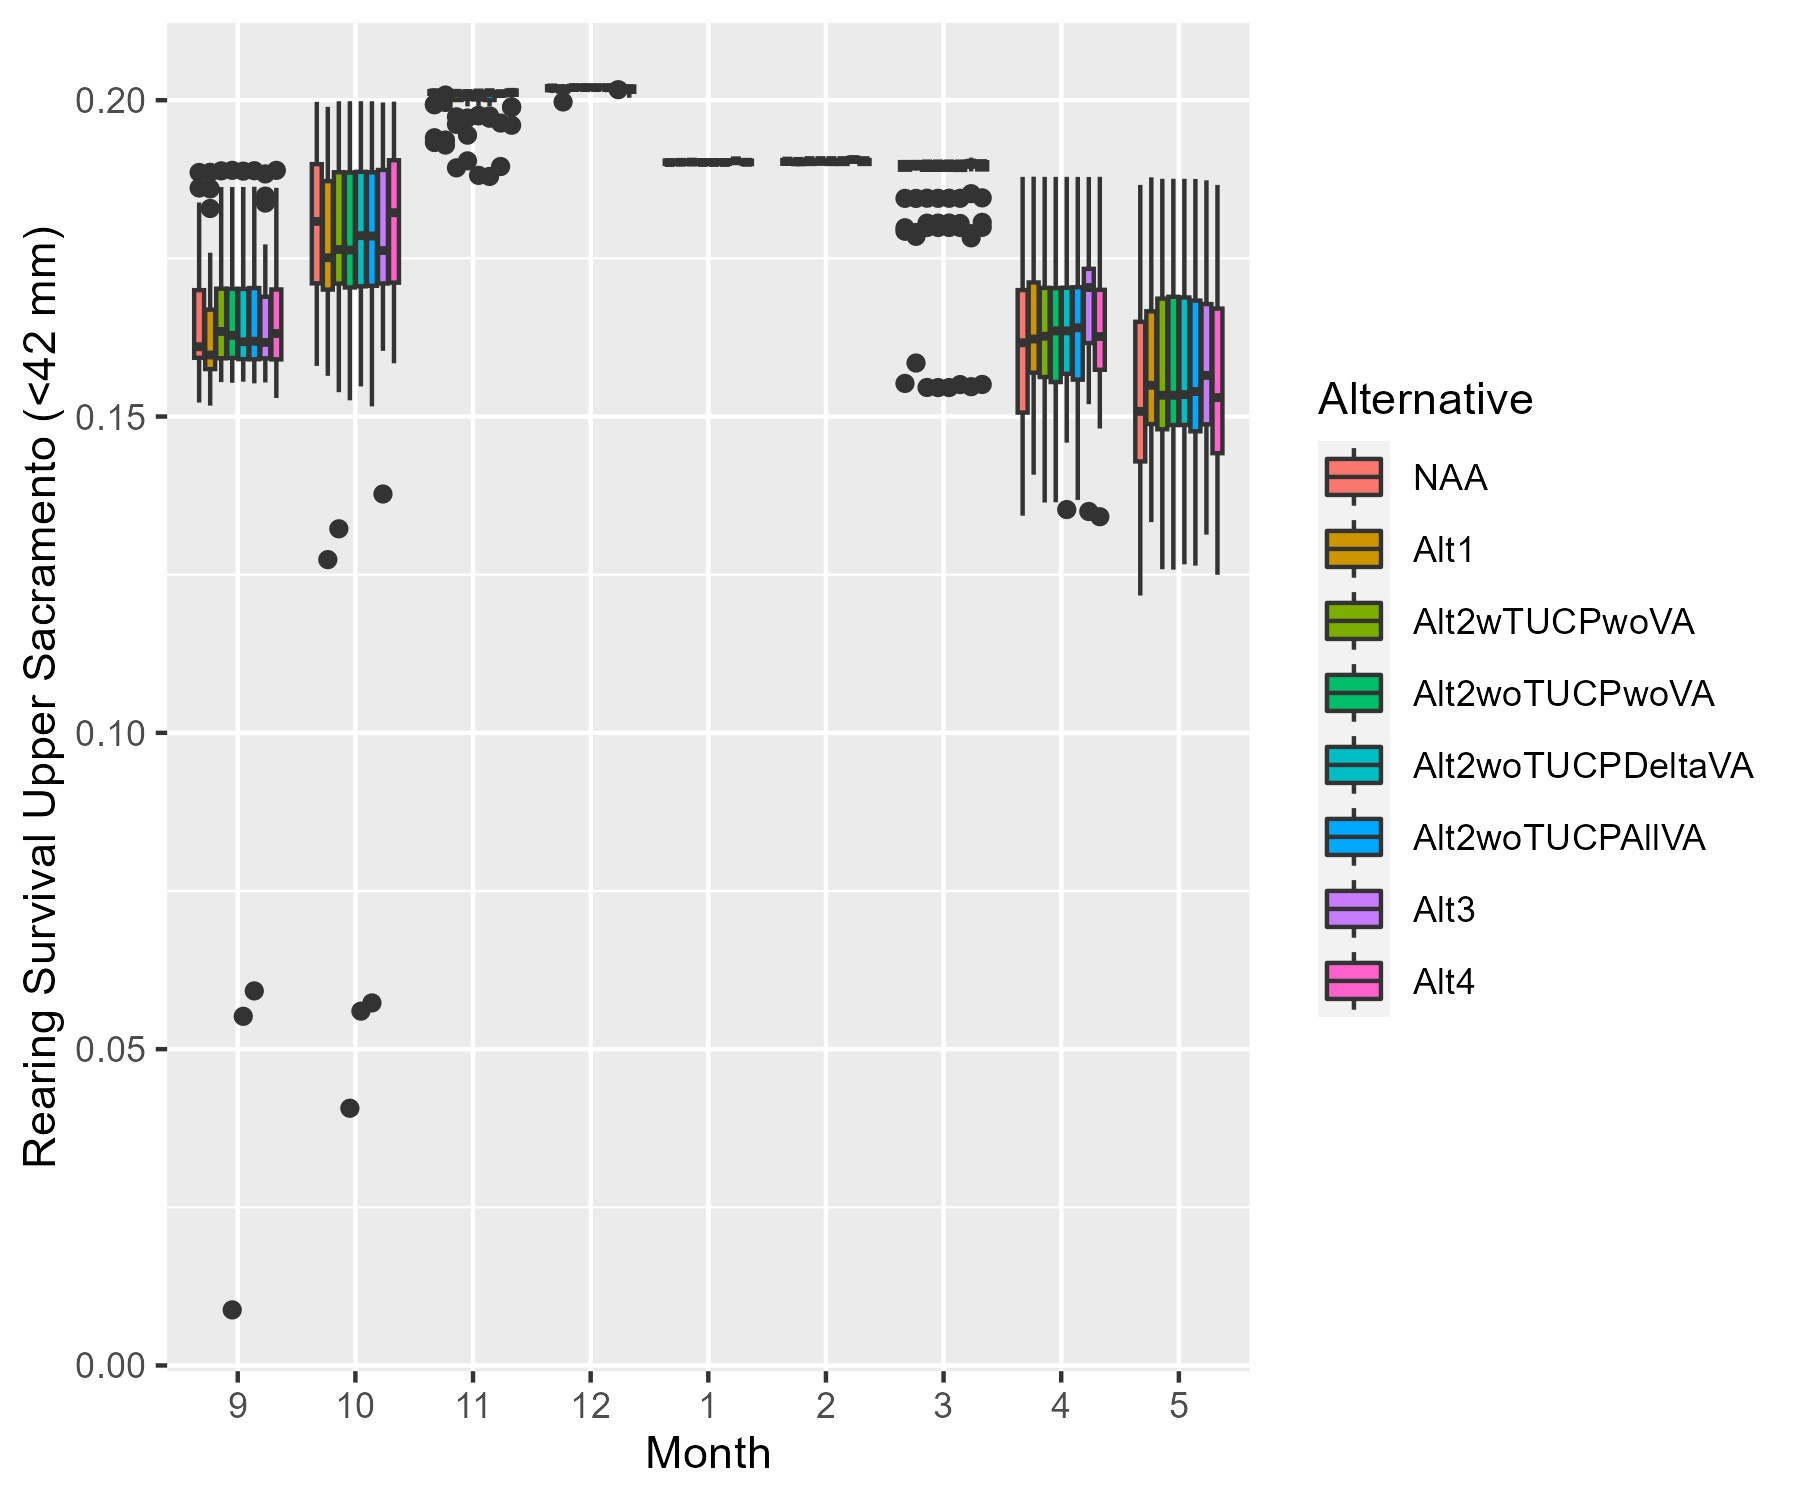 Rearing Survival Upper Sacramento (<42 mm)
0.20
0.15
0.10
0.05
0.00
9 10 11 12 1 2 3 4 5
Month
Alternative
NAA
Alt1
Alt2wTUCPwoVA
Alt2woTUCPwoVA
Alt2woTUCPDeltaVA
Alt2woTUCPAllVA
Alt3
Alt4